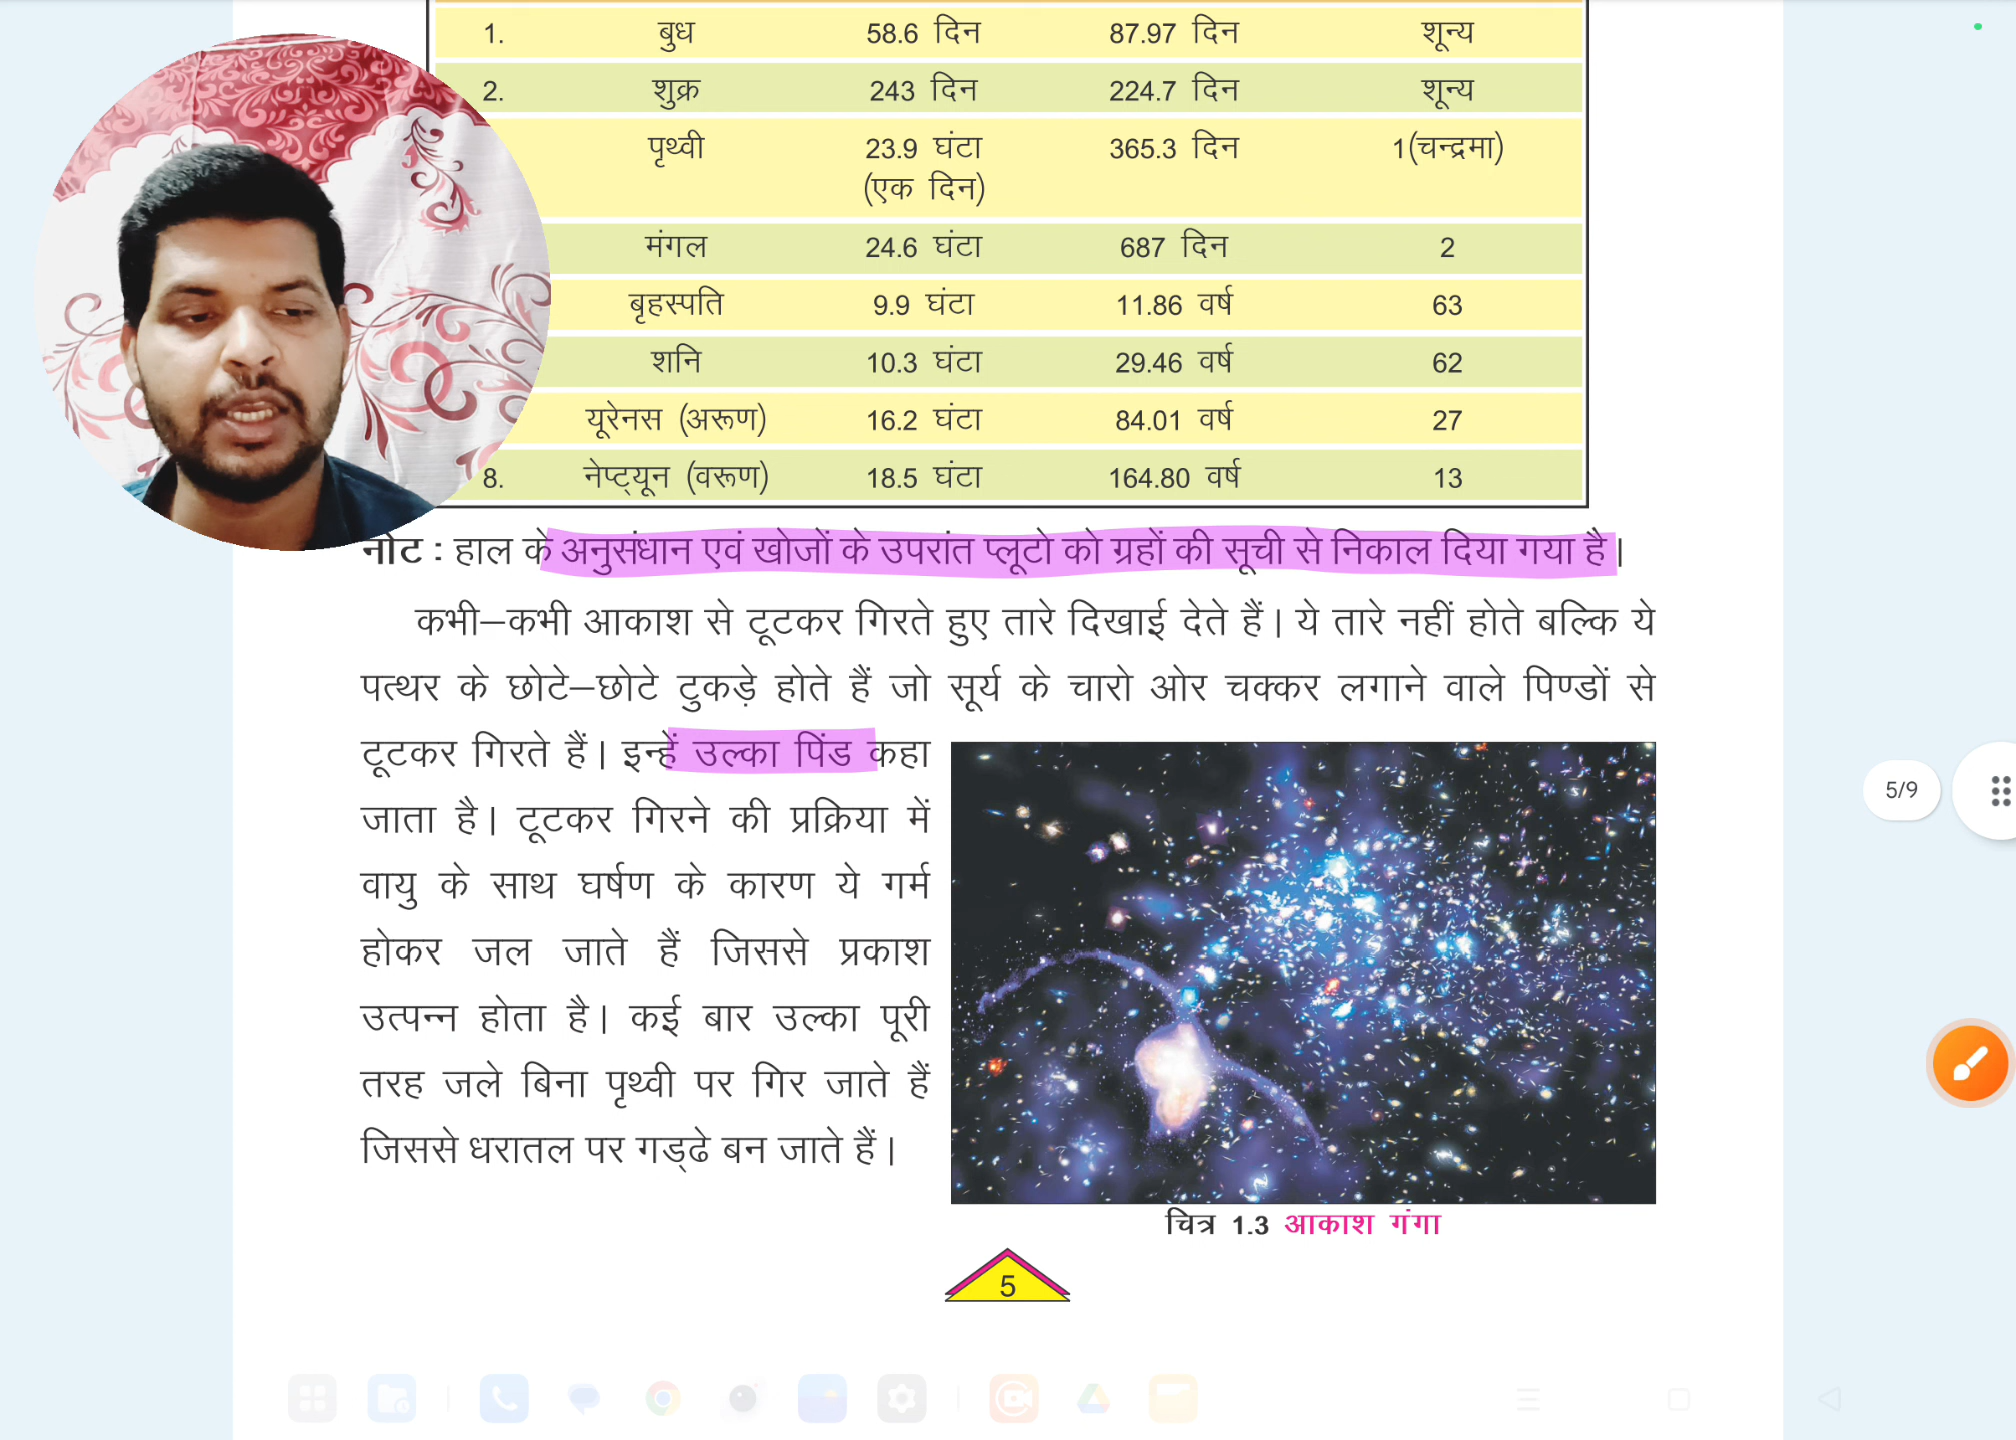 1. बुध 58.6 दिन 87.97 दिन शून्य
2. शुक्र 243 दिन 224.7 दिन शून्य
पृथ्वी 23.9 घंटा 365.3 दिन 1(चन्द्रमा)
(एक दिन)
मंगल 24.6 घंटा 687 दिन 2
बृहस्पति 9.9 घंटा 11.86 वर्ष 63
शनि 10.3 घंटा 29.46 वर्ष 62
यूरेनस (अरूण) 16.2 घंटा 84.01 वर्ष 27
8. नेप्ट्यून (वरूण) 18.5 घंटा 164.80 वर्ष 13
नोट : हाल के अनुसंधान एवं खोजों के उपरांत प्लूटो को ग्रहों की सूची से निकाल दिया गया है।
कभी–कभी आकाश से टूटकर गिरते हुए तारे दिखाई देते हैं। ये तारे नहीं होते बल्कि ये
पत्थर के छोटे–छोटे टुकड़े होते हैं जो सूर्य के चारो ओर चक्कर लगाने वाले पिण्डों से
टूटकर गिरते हैं। इन्हें उल्का पिंड कहा
जाता है। टूटकर गिरने की प्रक्रिया में
वायु के साथ घर्षण के कारण ये गर्म
होकर जल जाते हैं जिससे प्रकाश
उत्पन्न होता है। कई बार उल्का पूरी
तरह जले बिना पृथ्वी पर गिर जाते हैं
जिससे धरातल पर गड्ढे बन जाते हैं।
चित्र 1.3 आकाश गंगा
5
5/9